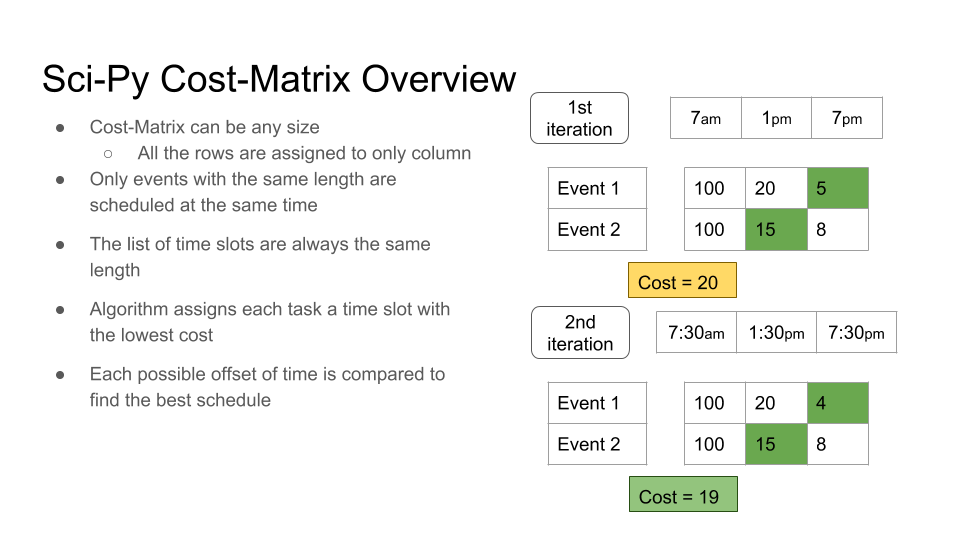 Sci-Py Cost-Matrix Overview
● Cost-Matrix can be any size
○ All the rows are assigned to only column
● Only events with the same length are
scheduled at the same time
● The list of time slots are always the same
length
● Algorithm assigns each task a time slot with
the lowest cost
● Each possible offset of time is compared to
find the best schedule
1st
iteration
7am 1pm 7pm
Event 1 100 20 5
Event 2 100 15 8
Cost = 20
2nd
iteration
7:30am 1:30pm 7:30pm
Event 1 100 20 4
Event 2 100 15 8
Cost = 19